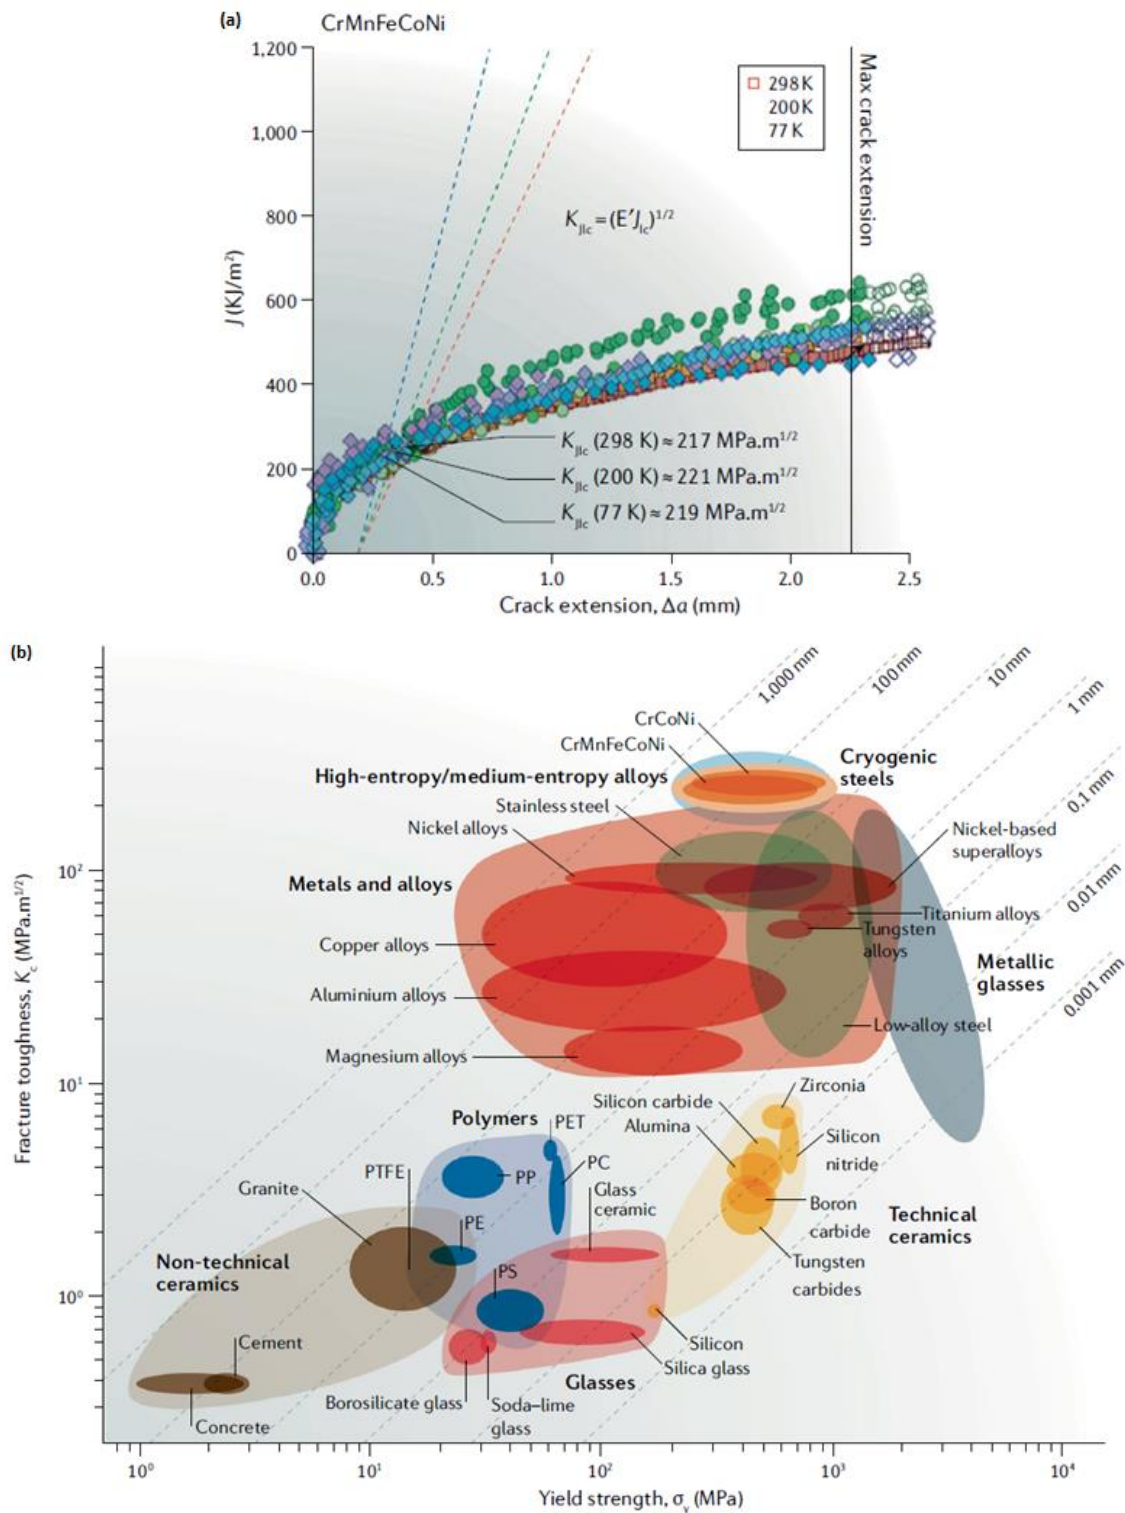 (a)
CrMnFeCoNi
1,200
1,000
800
600
400
200
0
J (KJ/m²)
298 K
200 K
77 K
Max crack extension
K_JIc = (E′J_Ic)^1/2
K_JIc (298 K) ≈ 217 MPa.m^1/2
K_JIc (200 K) ≈ 221 MPa.m^1/2
K_JIc (77 K) ≈ 219 MPa.m^1/2
0.0
0.5
1.0
1.5
2.0
2.5
Crack extension, Δa (mm)
(b)
1,000 mm
100 mm
10 mm
1 mm
0.1 mm
0.01 mm
0.001 mm
CrCoNi
CrMnFeCoNi
High-entropy/medium-entropy alloys
Cryogenic
steels
Stainless steel
Nickel alloys
Nickel-based
superalloys
Metals and alloys
Titanium alloys
Tungsten
alloys
Copper alloys
Metallic
glasses
Aluminium alloys
Low-alloy steel
Magnesium alloys
Zirconia
Silicon carbide
Alumina
Silicon
nitride
Polymers
PET
PTFE
PP
PC
Granite
Glass
ceramic
Boron
carbide
Technical
ceramics
PE
Non-technical
ceramics
Tungsten
carbides
PS
Cement
Silicon
Silica glass
Glasses
Borosilicate glass
Soda–lime
glass
Concrete
10²
10¹
10⁰
Fracture toughness, K_c (MPa.m^1/2)
10⁰
10¹
10²
10³
10⁴
Yield strength, σ_y (MPa)